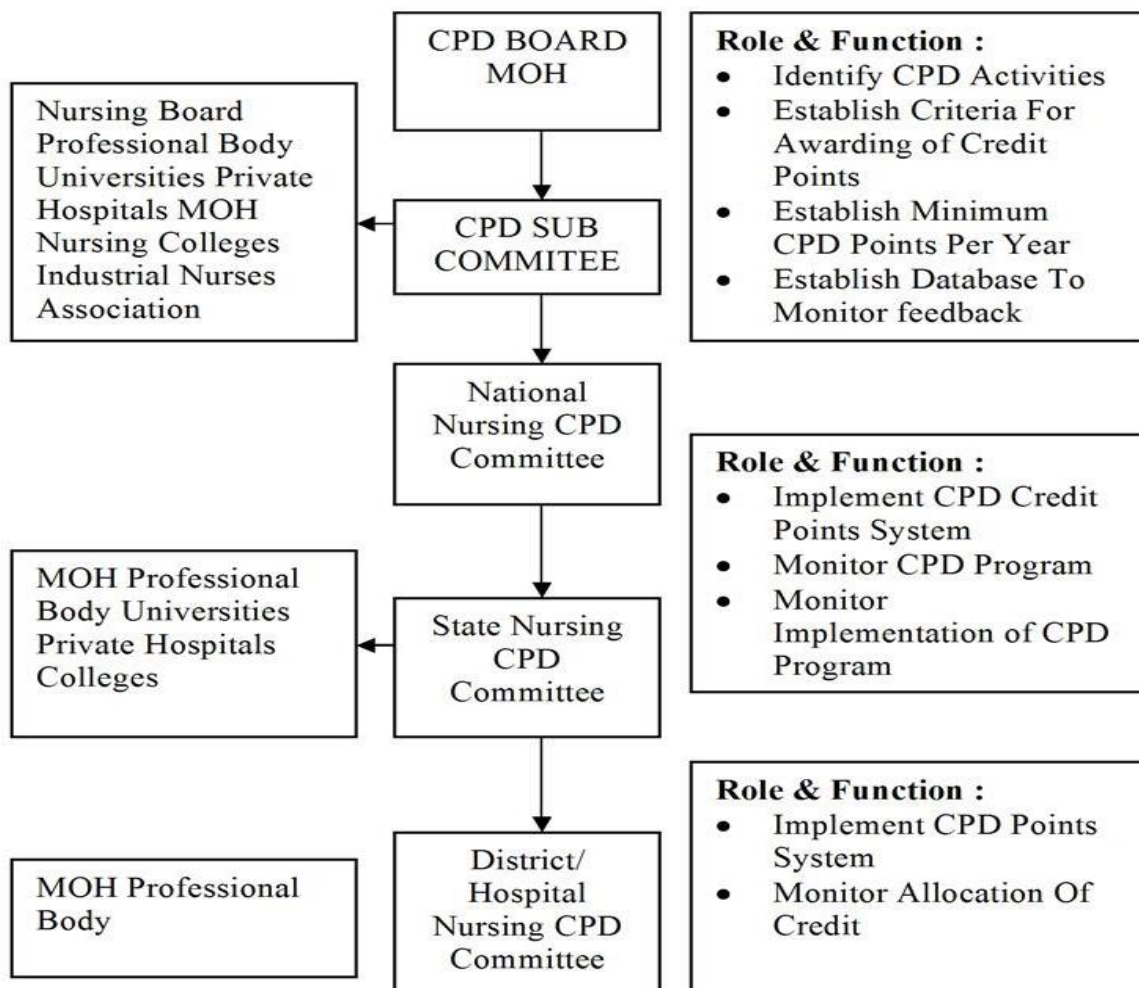 CPD BOARD
MOH
Role & Function :
• Identify CPD Activities
• Establish Criteria For
Awarding of Credit
Points
• Establish Minimum
CPD Points Per Year
• Establish Database To
Monitor feedback
Nursing Board
Professional Body
Universities Private
Hospitals MOH
Nursing Colleges
Industrial Nurses
Association
CPD SUB
COMMITEE
National
Nursing CPD
Committee
Role & Function :
• Implement CPD Credit
Points System
• Monitor CPD Program
• Monitor
Implementation of CPD
Program
MOH Professional
Body Universities
Private Hospitals
Colleges
State Nursing
CPD
Committee
Role & Function :
• Implement CPD Points
System
• Monitor Allocation Of
Credit
MOH Professional
Body
District/
Hospital
Nursing CPD
Committee